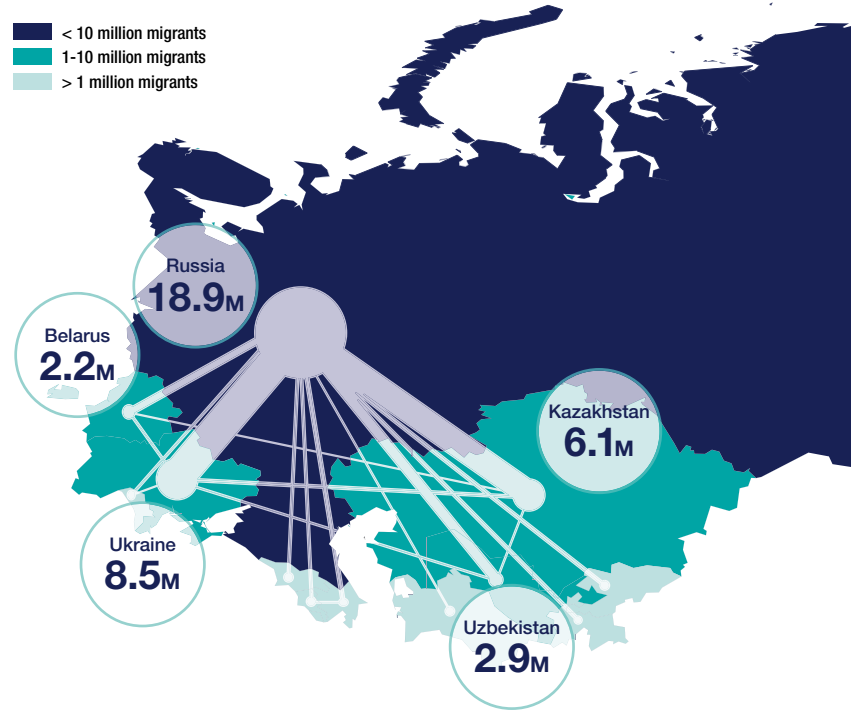 < 10 million migrants
1-10 million migrants
> 1 million migrants
Russia
18.9M
Belarus
2.2M
Kazakhstan
6.1M
Ukraine
8.5M
Uzbekistan
2.9M